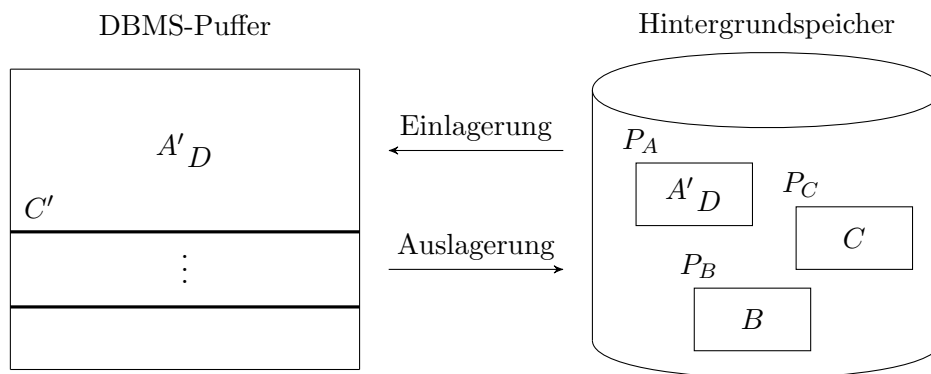 DBMS-Puffer
Hintergrundspeicher
A′ D
C′
⋮
Einlagerung
Auslagerung
P_A
A′ D
P_C
C
P_B
B